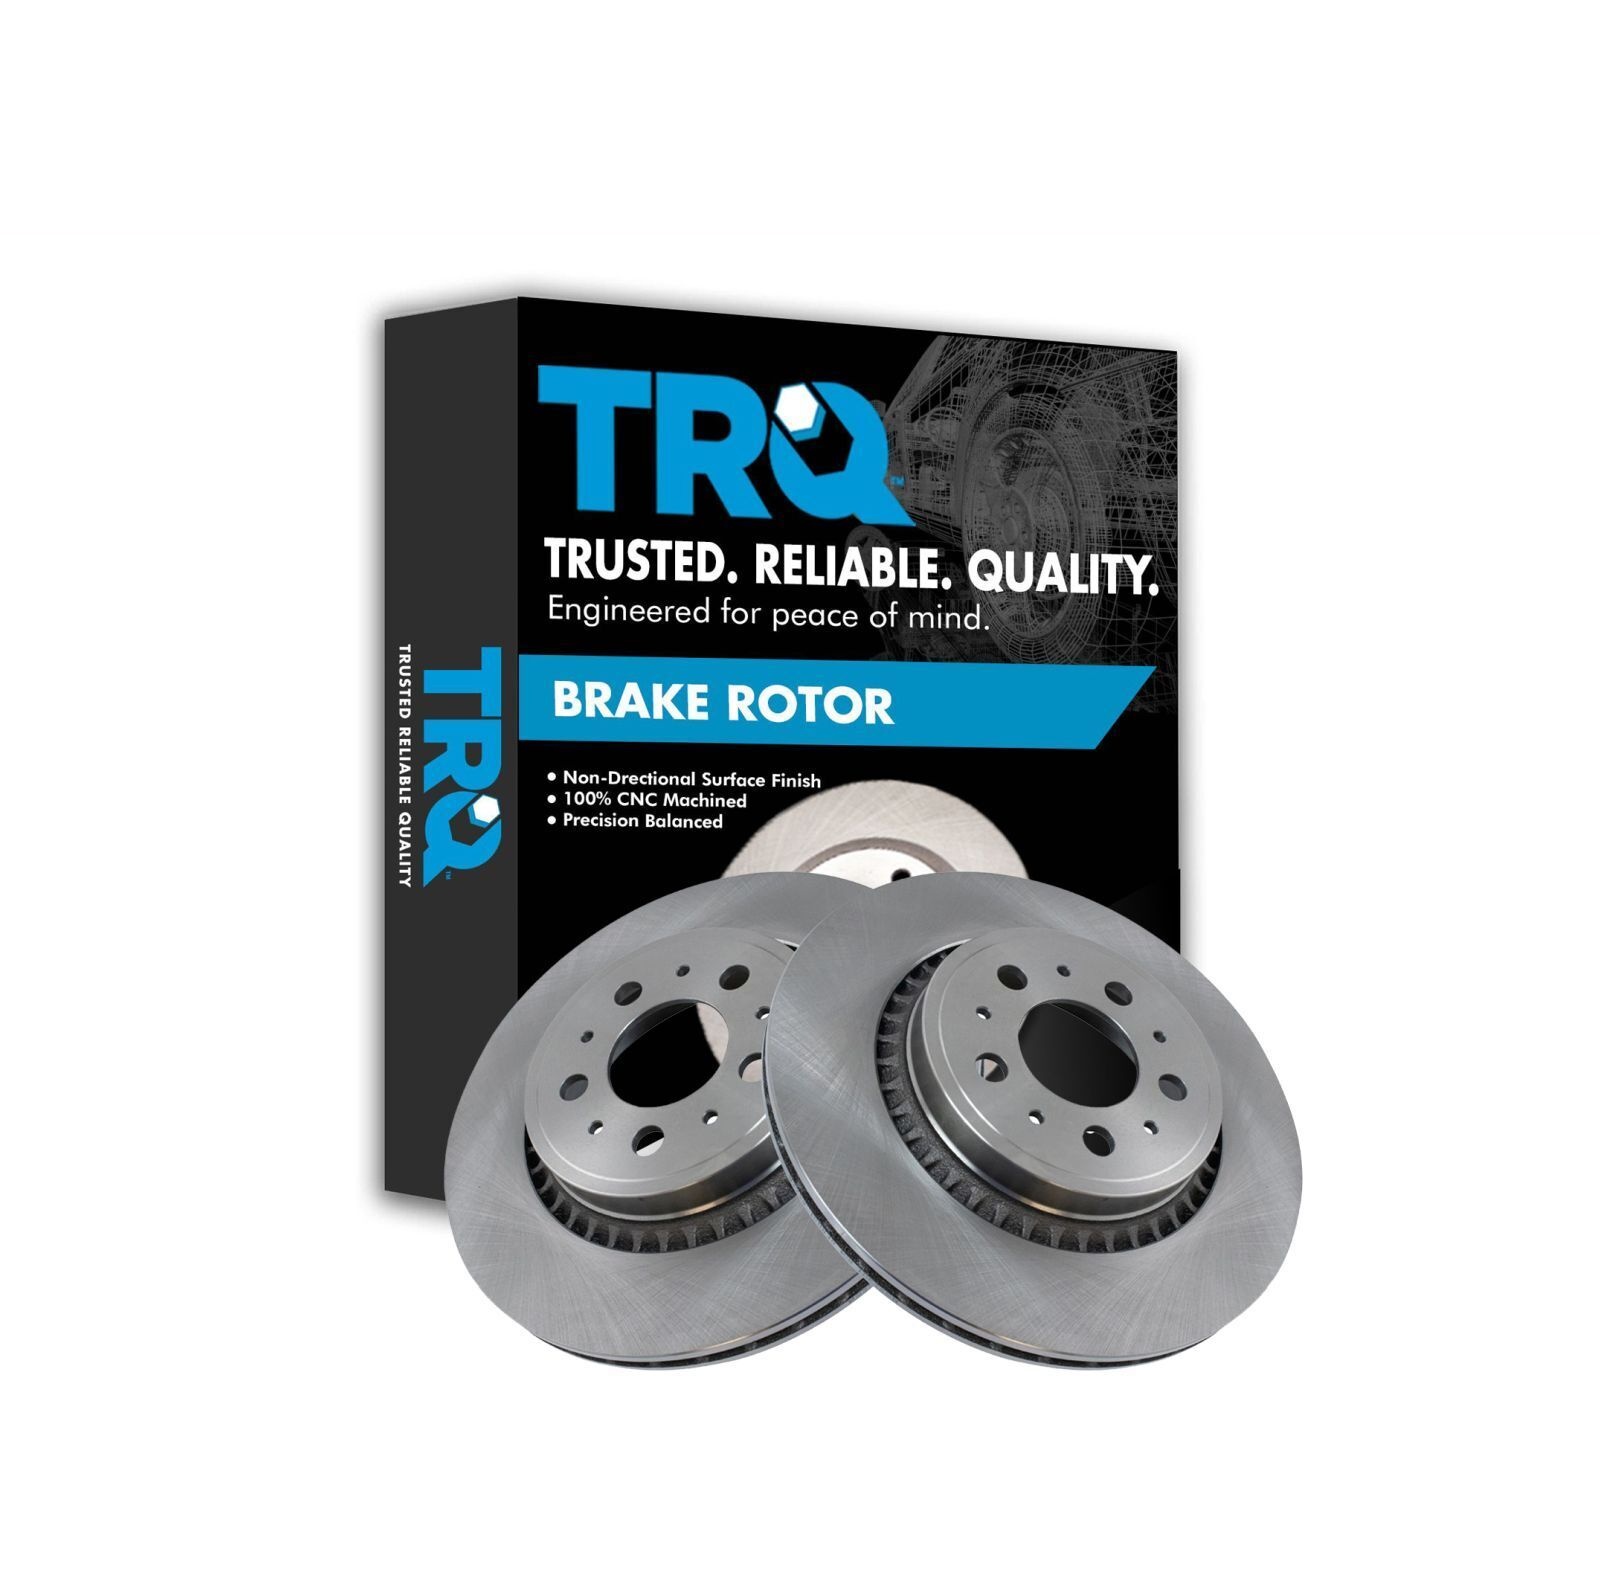 TRQ™
TRUSTED. RELIABLE. QUALITY.
Engineered for peace of mind.
BRAKE ROTOR
• Non-Drectional Surface Finish
• 100% CNC Machined
• Precision Balanced
TRQ™
TRUSTED RELIABLE QUALITY